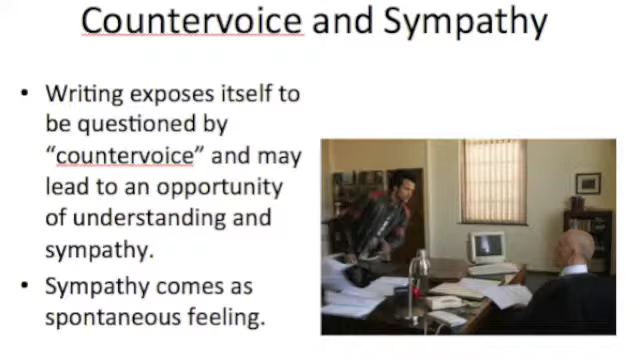 Countervoice and Sympathy
• Writing exposes itself to
be questioned by
“countervoice” and may
lead to an opportunity
of understanding and
sympathy.
• Sympathy comes as
spontaneous feeling.